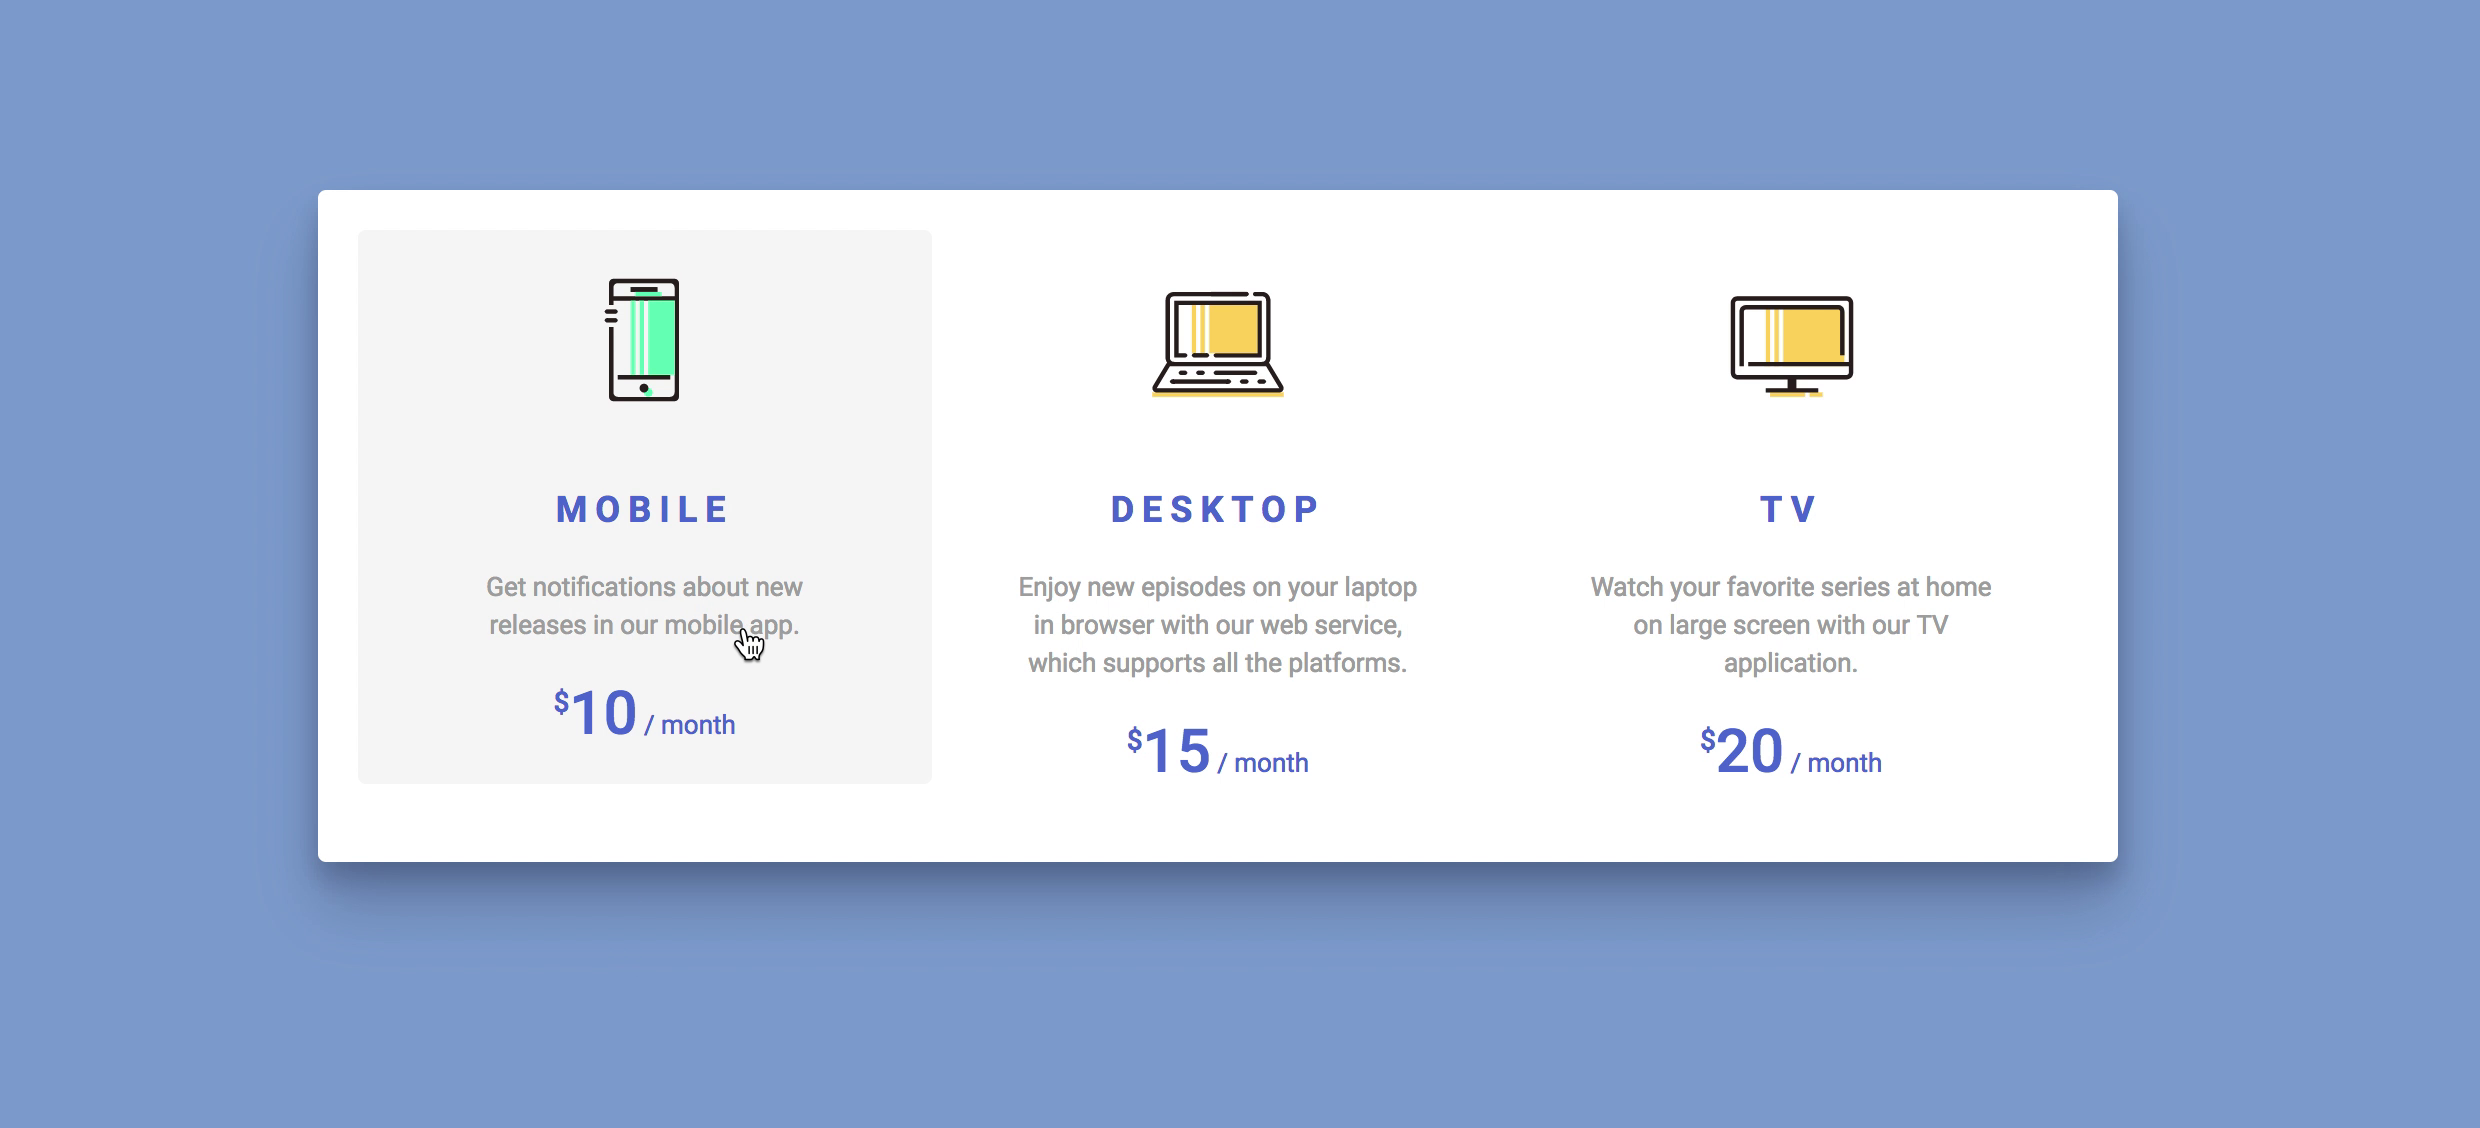 MOBILE
Get notifications about new
releases in our mobile app.
$10 / month
DESKTOP
Enjoy new episodes on your laptop
in browser with our web service,
which supports all the platforms.
$15 / month
TV
Watch your favorite series at home
on large screen with our TV
application.
$20 / month